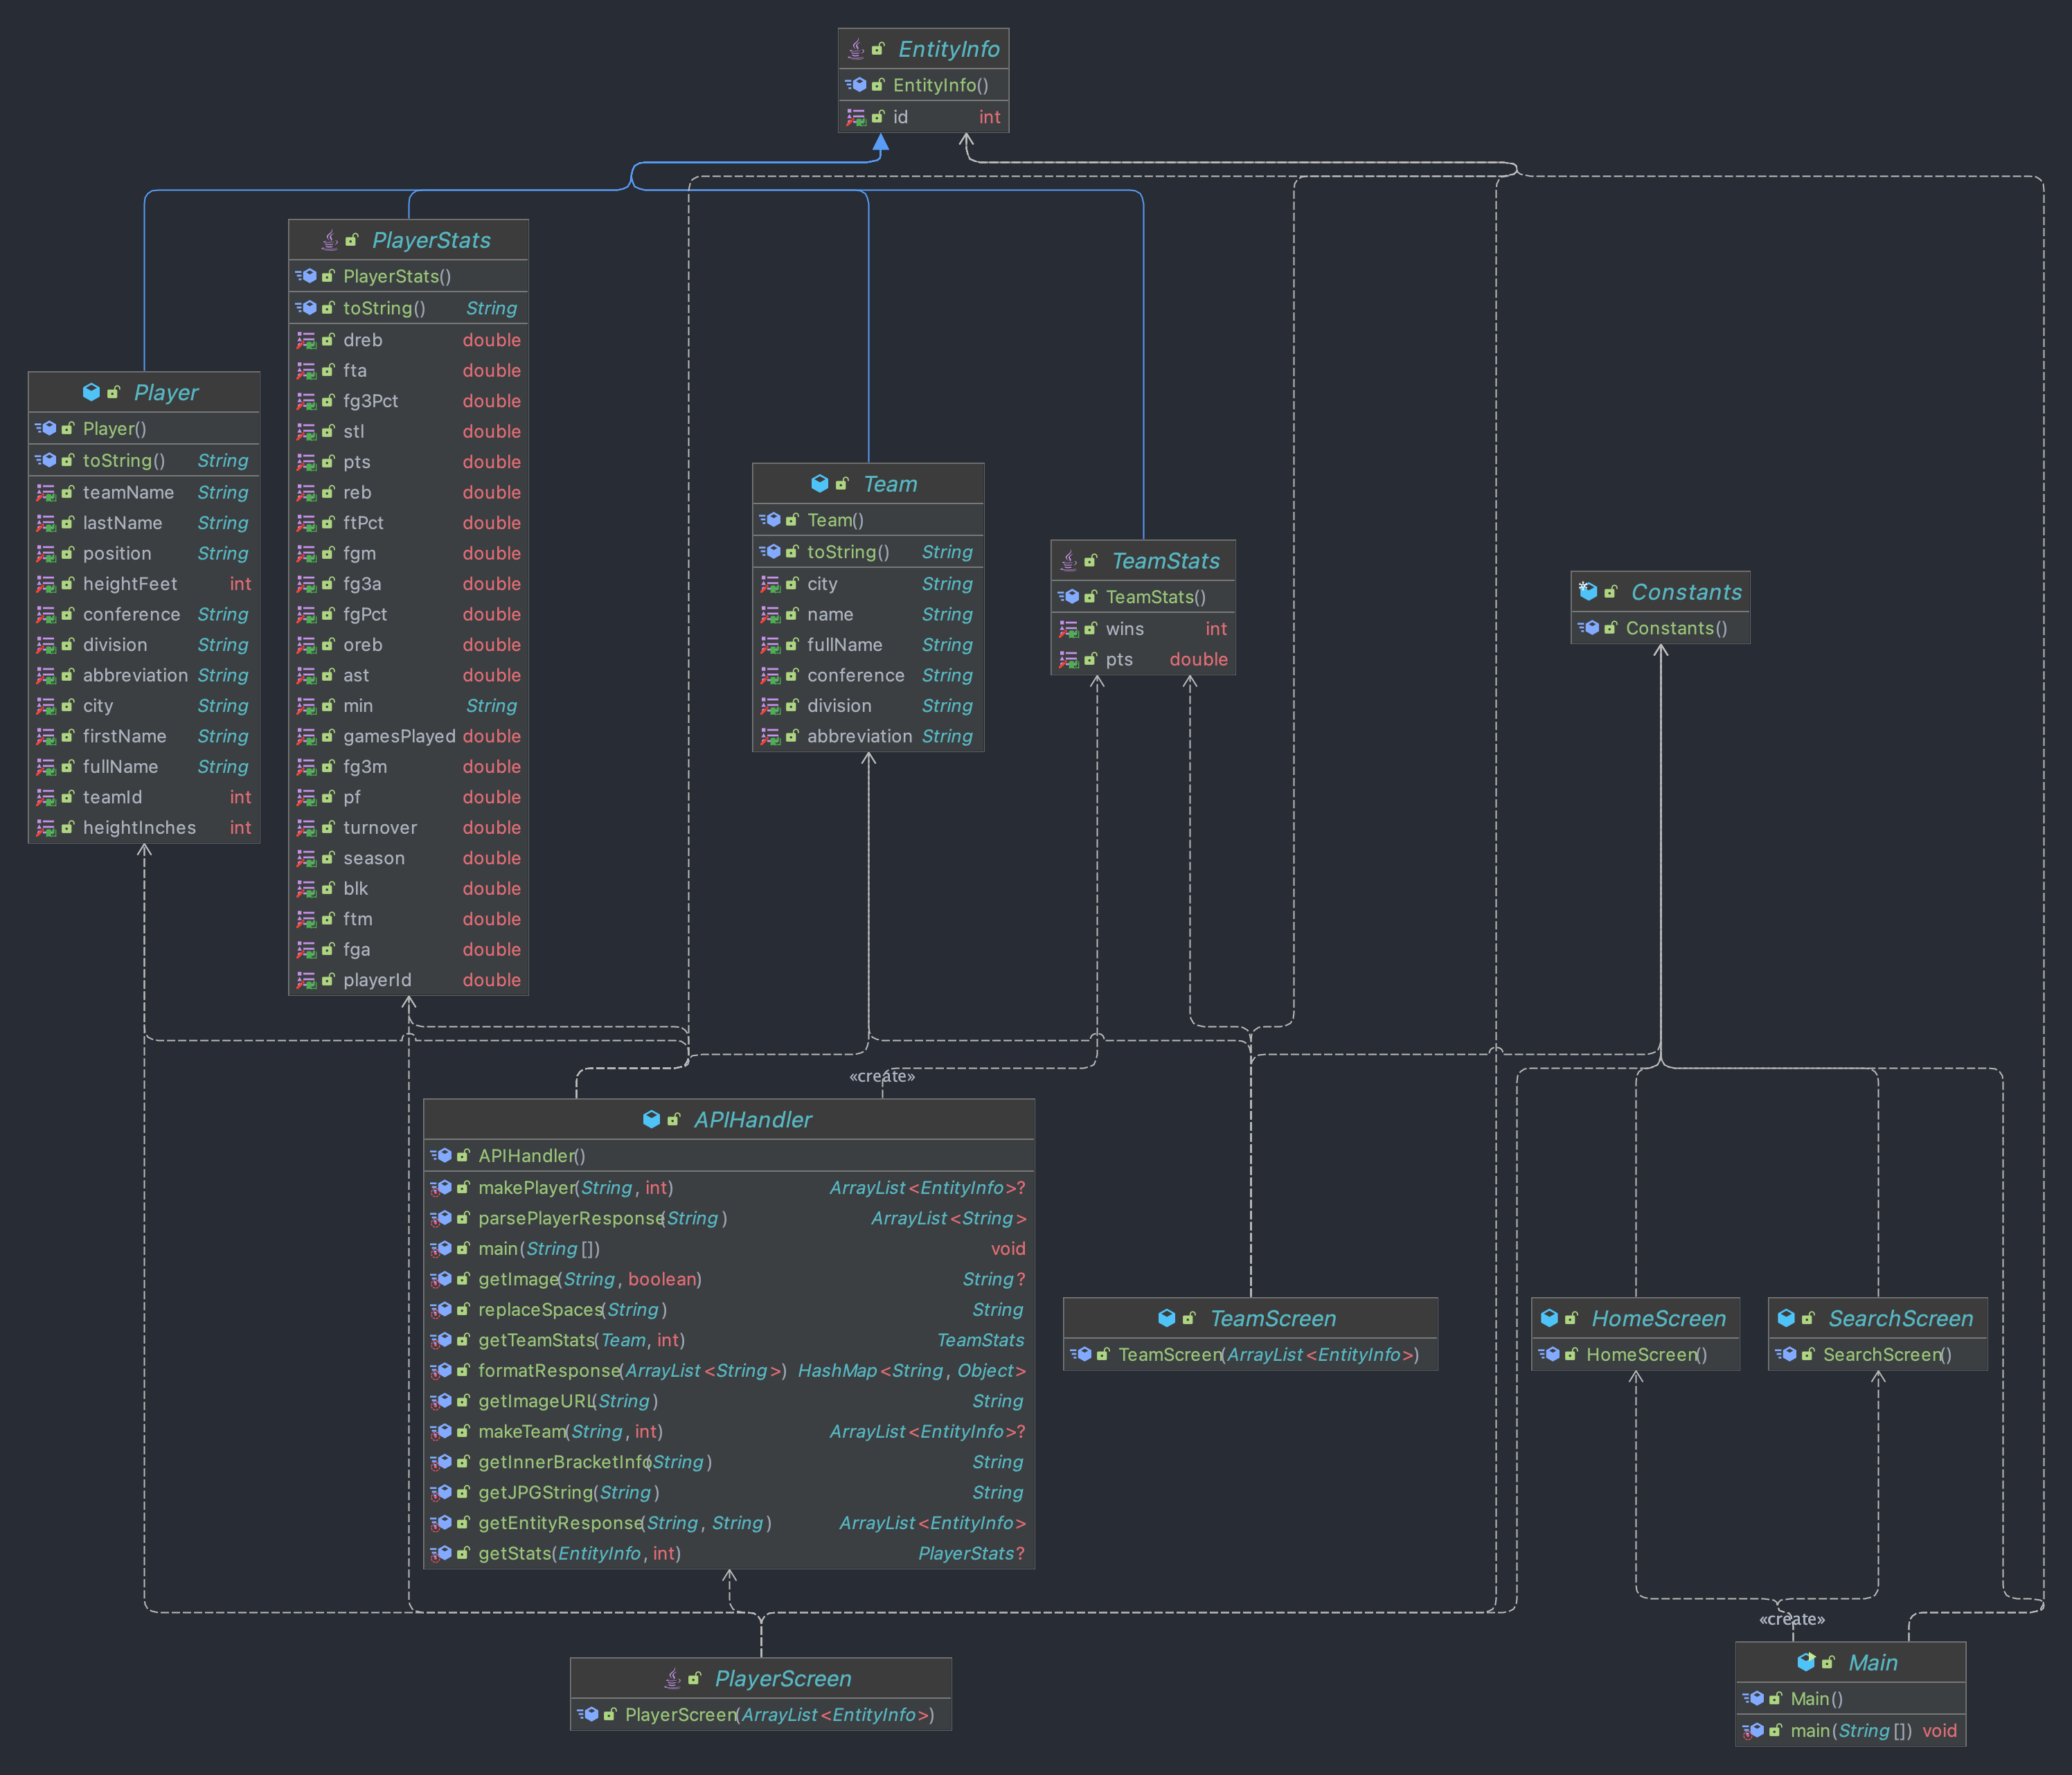 EntityInfo
EntityInfo()
id int
PlayerStats
PlayerStats()
toString() String
dreb double
fta double
fg3Pct double
stl double
pts double
reb double
ftPct double
fgm double
fg3a double
fgPct double
oreb double
ast double
min String
gamesPlayed double
fg3m double
pf double
turnover double
season double
blk double
ftm double
fga double
playerId double
Player
Player()
toString() String
teamName String
lastName String
position String
heightFeet int
conference String
division String
abbreviation String
city String
firstName String
fullName String
teamId int
heightInches int
Team
Team()
toString() String
city String
name String
fullName String
conference String
division String
abbreviation String
TeamStats
TeamStats()
wins int
pts double
Constants
Constants()
«create»
APIHandler
APIHandler()
makePlayer(String, int) ArrayList<EntityInfo>?
parsePlayerResponse(String) ArrayList<String>
main(String[]) void
getImage(String, boolean) String?
replaceSpaces(String) String
getTeamStats(Team, int) TeamStats
formatResponse(ArrayList<String>) HashMap<String, Object>
getImageURL(String) String
makeTeam(String, int) ArrayList<EntityInfo>?
getInnerBracketInfo(String) String
getJPGString(String) String
getEntityResponse(String, String) ArrayList<EntityInfo>
getStats(EntityInfo, int) PlayerStats?
TeamScreen
TeamScreen(ArrayList<EntityInfo>)
HomeScreen
HomeScreen()
SearchScreen
SearchScreen()
«create»
PlayerScreen
PlayerScreen(ArrayList<EntityInfo>)
Main
Main()
main(String[]) void